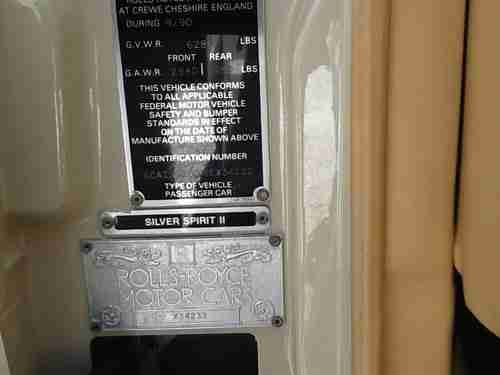 AT CREWE CHESHIRE ENGLAND
DURING 9/90
G.V.W.R. LBS
FRONT REAR
G.A.W.R. LBS
THIS VEHICLE CONFORMS
TO ALL APPLICABLE
FEDERAL MOTOR VEHICLE
SAFETY AND BUMPER
STANDARDS IN EFFECT
ON THE DATE OF
MANUFACTURE SHOWN ABOVE
IDENTIFICATION NUMBER
TYPE OF VEHICLE
PASSENGER CAR
SILVER SPIRIT II
ROLLS-ROYCE
MOTOR CARS